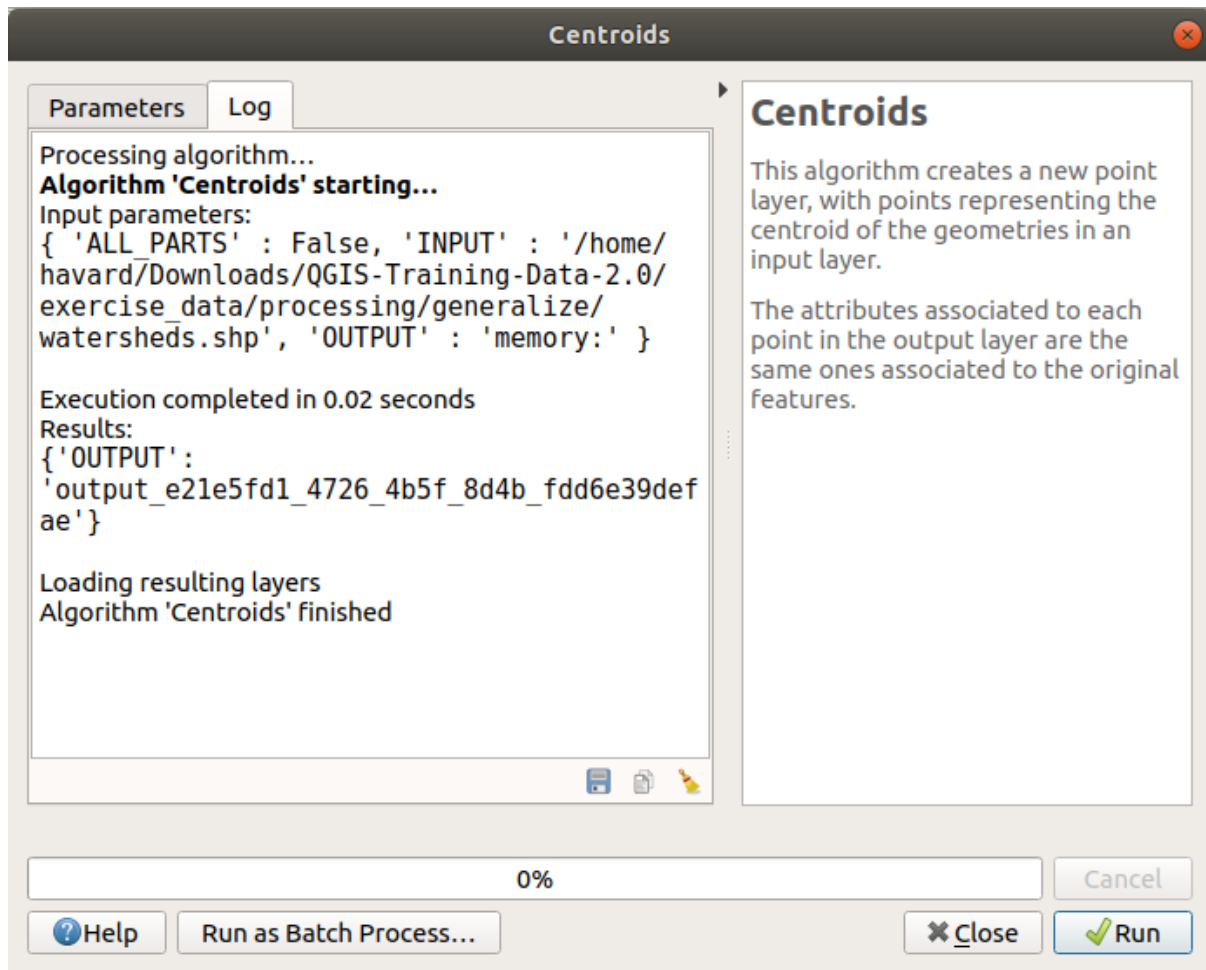 Centroids
Parameters
Log
Processing algorithm…
Algorithm 'Centroids' starting…
Input parameters:
{ 'ALL_PARTS' : False, 'INPUT' : '/home/
havard/Downloads/QGIS-Training-Data-2.0/
exercise_data/processing/generalize/
watersheds.shp', 'OUTPUT' : 'memory:' }
Execution completed in 0.02 seconds
Results:
{'OUTPUT':
'output_e21e5fd1_4726_4b5f_8d4b_fdd6e39def
ae'}
Loading resulting layers
Algorithm 'Centroids' finished
Centroids
This algorithm creates a new point
layer, with points representing the
centroid of the geometries in an
input layer.
The attributes associated to each
point in the output layer are the
same ones associated to the original
features.
0%
Cancel
Help
Run as Batch Process…
Close
Run